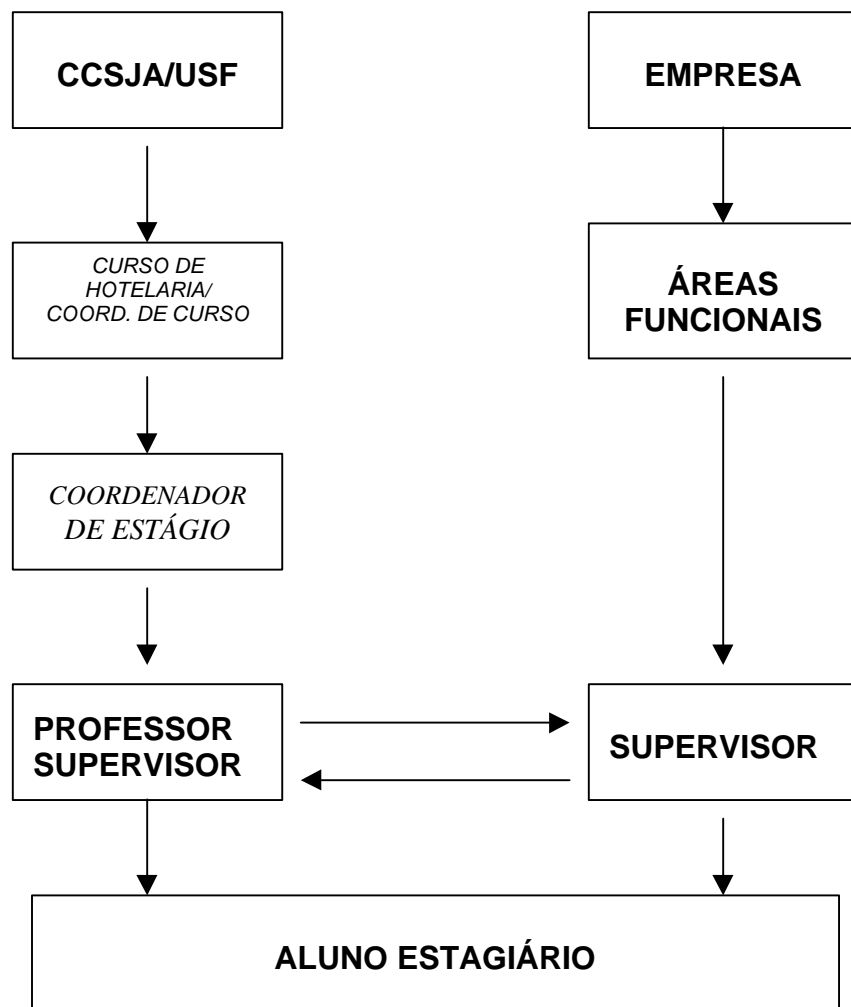 CCSJA/USF
EMPRESA
CURSO DE
HOTELARIA/
COORD. DE CURSO
ÁREAS
FUNCIONAIS
COORDENADOR
DE ESTÁGIO
PROFESSOR
SUPERVISOR
SUPERVISOR
ALUNO ESTAGIÁRIO